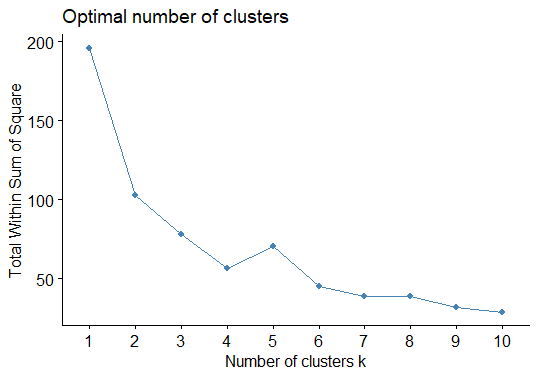 Optimal number of clusters
Total Within Sum of Square
200
150
100
50
1 2 3 4 5 6 7 8 9 10
Number of clusters k